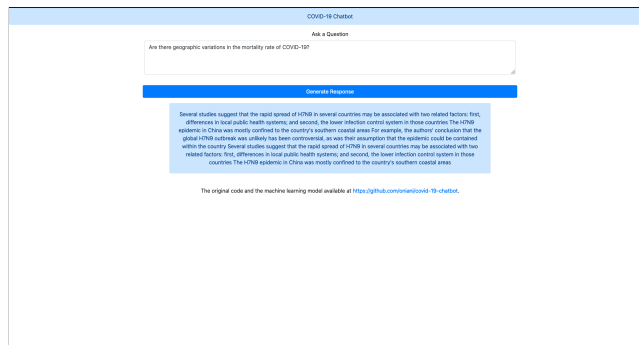 COVID-19 Chatbot
Ask a Question
Are there geographic variations in the mortality rate of COVID-19?
Generate Response
Several studies suggest that the rapid spread of H7N9 in several countries may be associated with two related factors: first,
differences in local public health systems; and second, the lower infection control system in those countries The H7N9
epidemic in China was mostly confined to the country's southern coastal areas For example, the authors' conclusion that the
global H7N9 outbreak was unlikely has been controversial, as was their assumption that the epidemic could be contained
within the country Several studies suggest that the rapid spread of H7N9 in several countries may be associated with two
related factors: first, differences in local public health systems; and second, the lower infection control system in those
countries The H7N9 epidemic in China was mostly confined to the country's southern coastal areas
The original code and the machine learning model available at https://github.com/oniani/covid-19-chatbot.